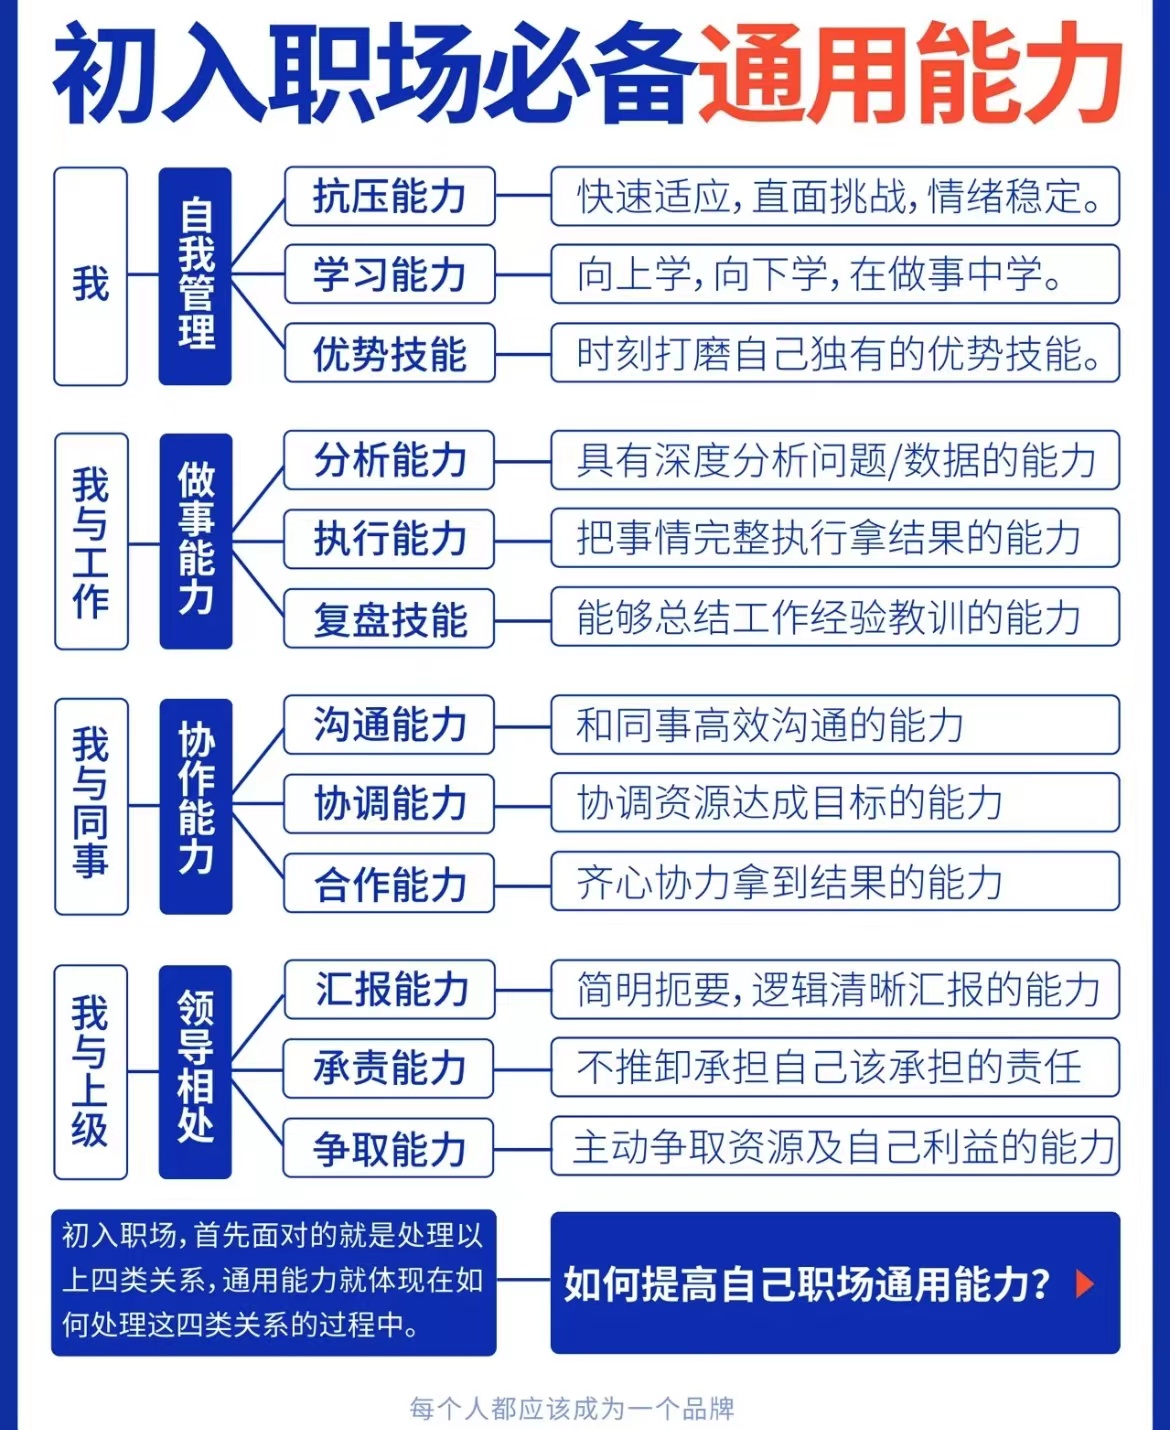 初入职场必备通用能力
我
自我管理
抗压能力
快速适应，直面挑战，情绪稳定。
学习能力
向上学，向下学，在做事中学。
优势技能
时刻打磨自己独有的优势技能。
我与工作
做事能力
分析能力
具有深度分析问题/数据的能力
执行能力
把事情完整执行拿结果的能力
复盘技能
能够总结工作经验教训的能力
我与同事
协作能力
沟通能力
和同事高效沟通的能力
协调能力
协调资源达成目标的能力
合作能力
齐心协力拿到结果的能力
我与上级
领导相处
汇报能力
简明扼要，逻辑清晰汇报的能力
承责能力
不推卸承担自己该承担的责任
争取能力
主动争取资源及自己利益的能力
初入职场，首先面对的就是处理以
上四类关系，通用能力就体现在如
何处理这四类关系的过程中。
如何提高自己职场通用能力？
每个人都应该成为一个品牌